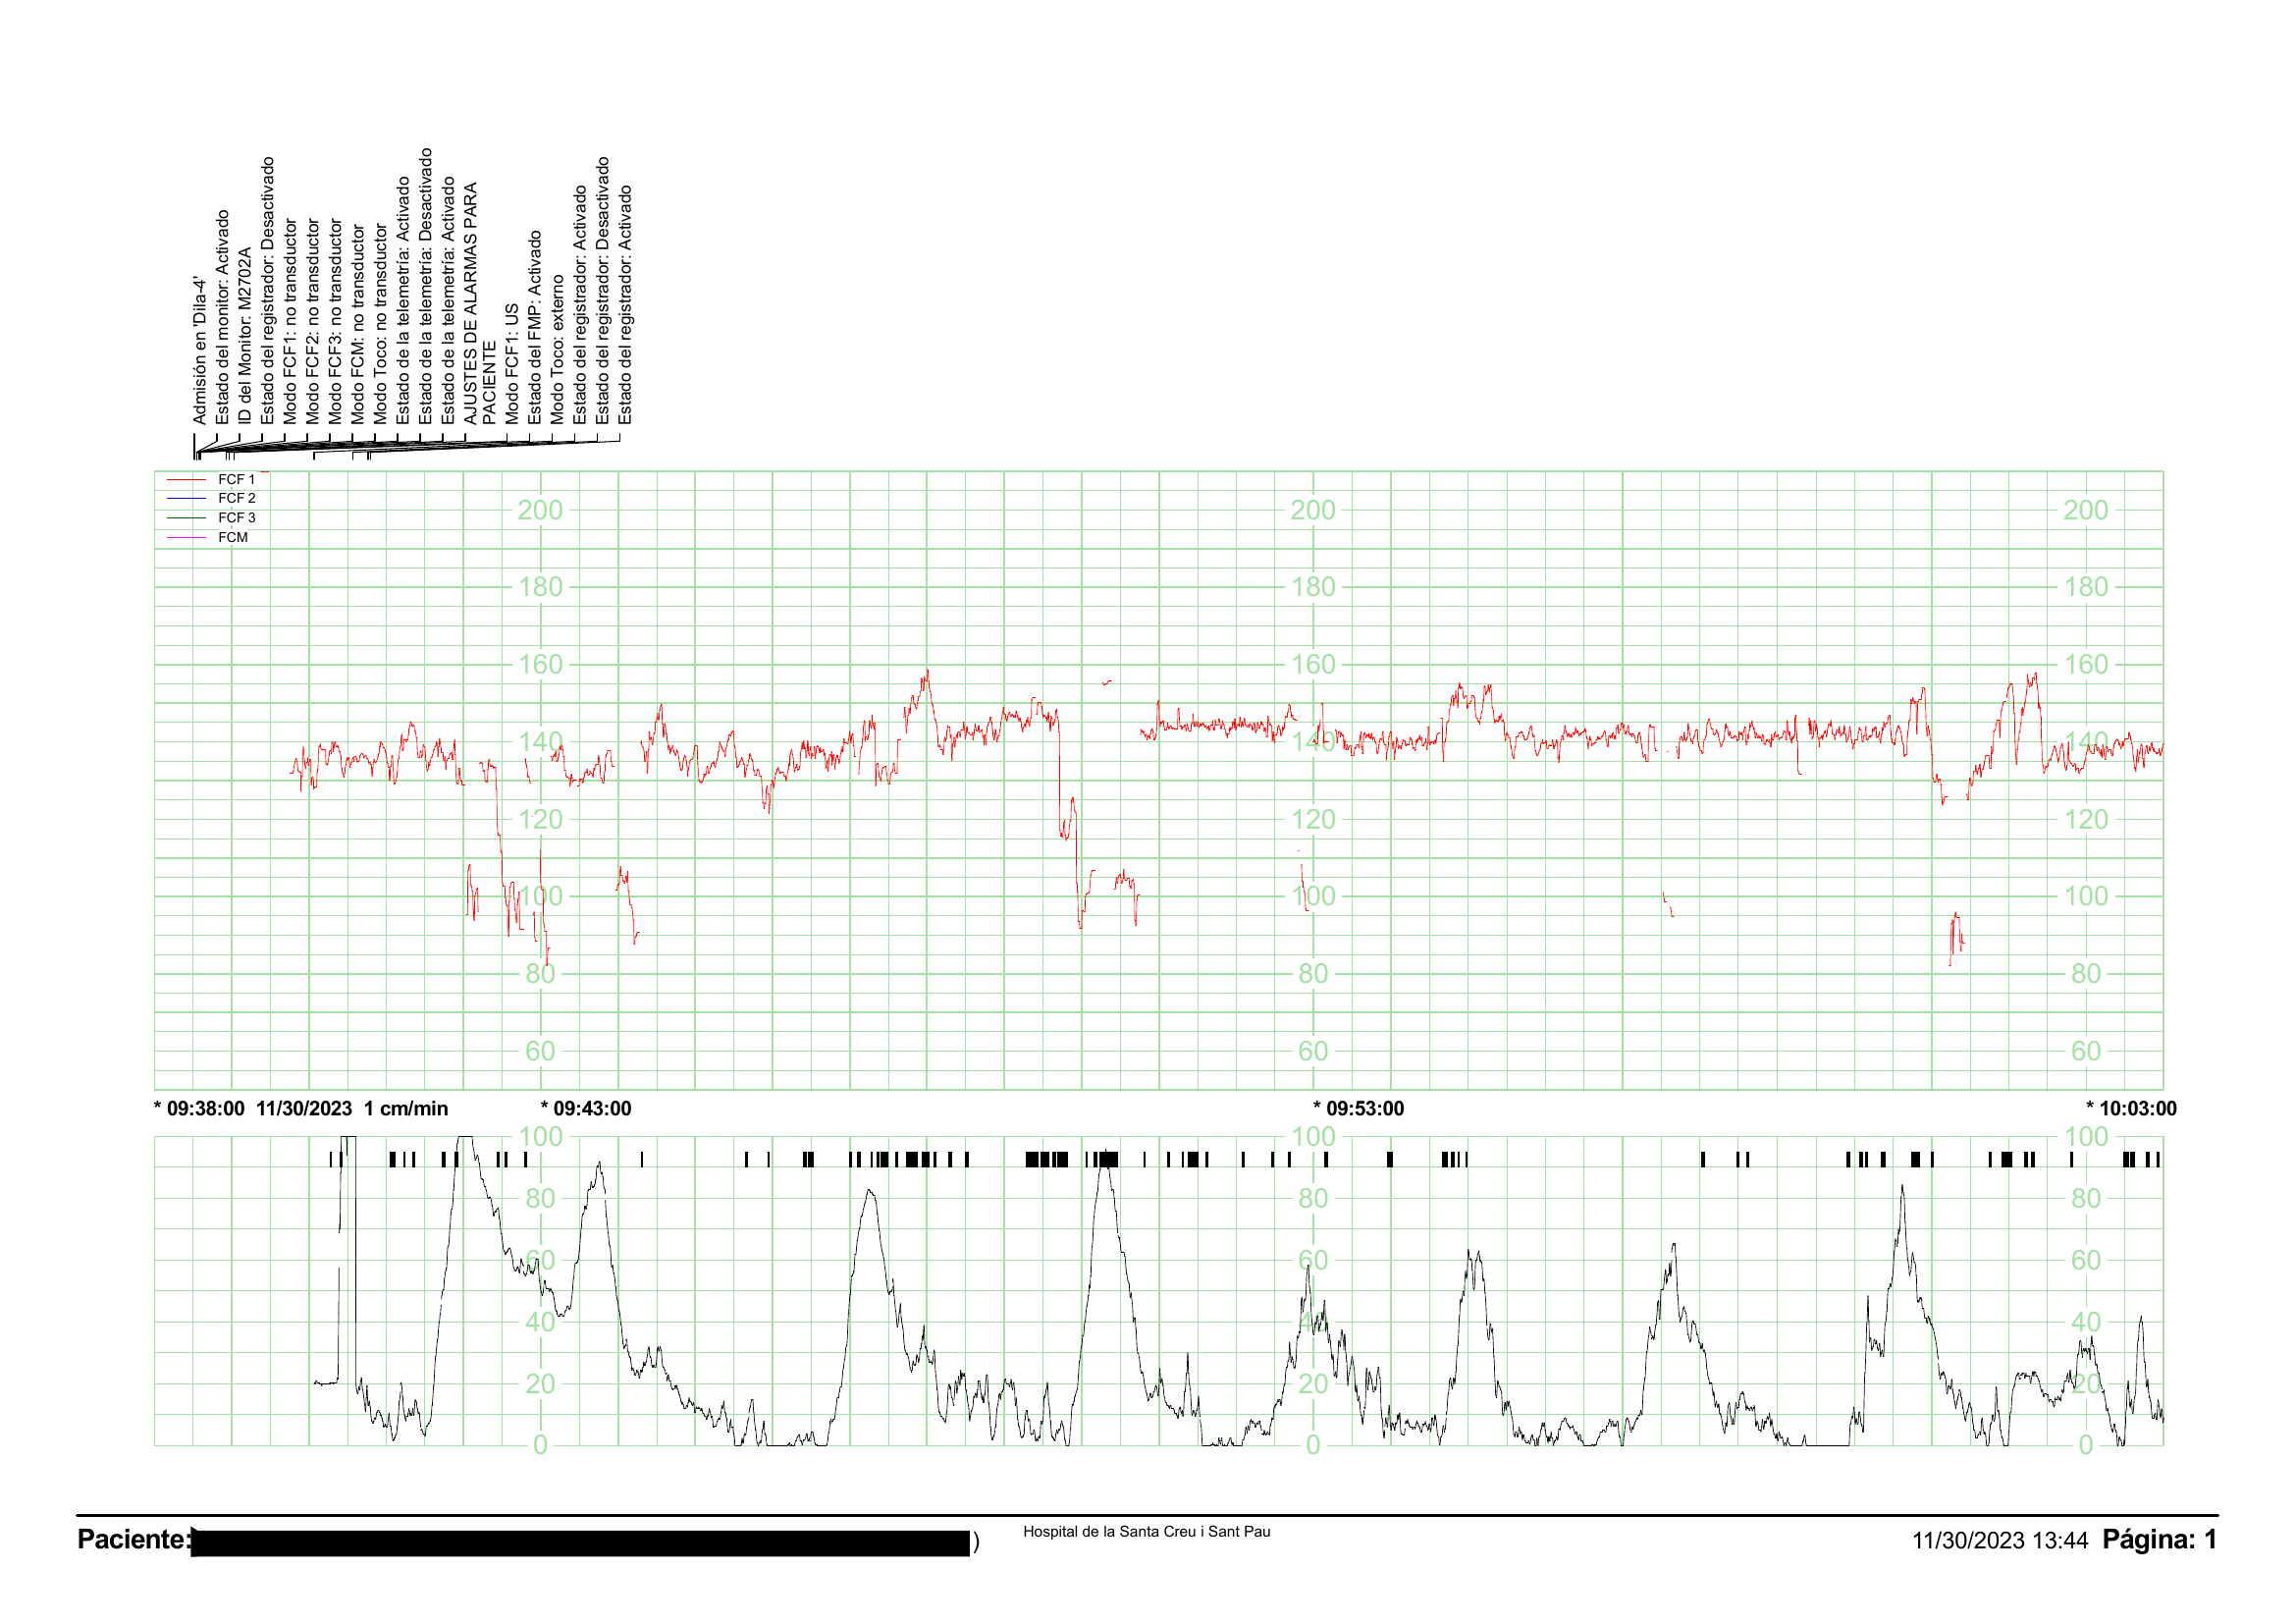 Admisión en 'Dila-4'
Estado del monitor: Activado
ID del Monitor: M2702A
Estado del registrador: Desactivado
Modo FCF1: no transductor
Modo FCF2: no transductor
Modo FCF3: no transductor
Modo FCM: no transductor
Modo Toco: no transductor
Estado de la telemetría: Activado
Estado de la telemetría: Desactivado
Estado de la telemetría: Activado
AJUSTES DE ALARMAS PARA
PACIENTE
Modo FCF1: US
Estado del FMP: Activado
Modo Toco: externo
Estado del registrador: Activado
Estado del registrador: Desactivado
Estado del registrador: Activado
FCF 1
FCF 2
FCF 3
FCM
200 200 200
180 180 180
160 160 160
140 140 140
120 120 120
100 100 100
80 80 80
60 60 60
* 09:38:00 11/30/2023 1 cm/min * 09:43:00 * 09:53:00 * 10:03:00
100 100 100
80 80 80
60 60 60
40 40 40
20 20 20
0 0 0
Paciente: ) Hospital de la Santa Creu i Sant Pau 11/30/2023 13:44 Página: 1